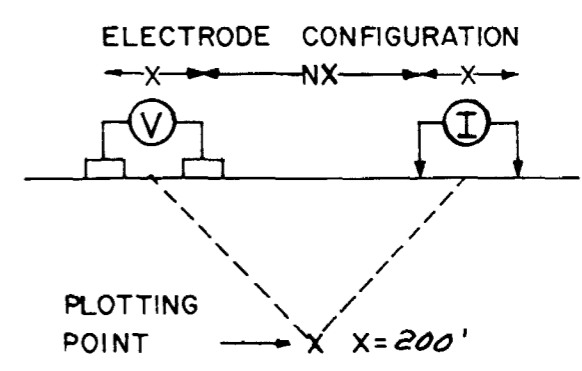 ELECTRODE CONFIGURATION
X NX X
V I
PLOTTING
POINT X X=200'